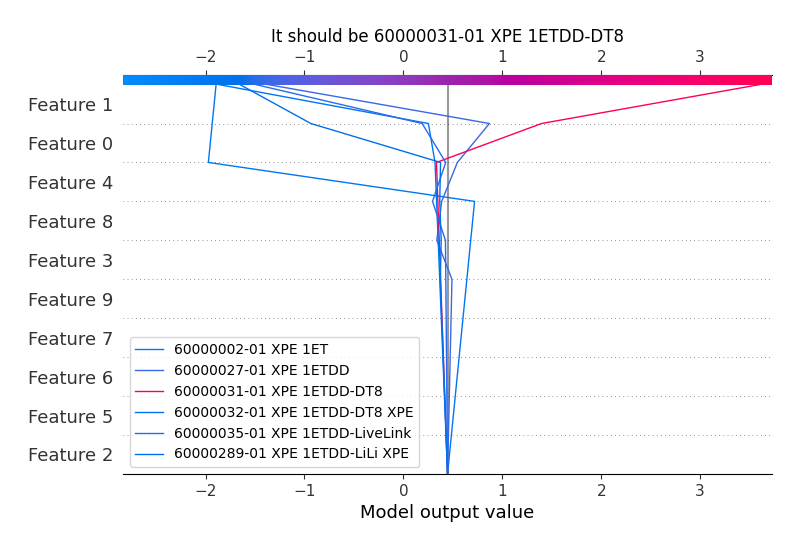 It should be 60000031-01 XPE 1ETDD-DT8
−2 −1 0 1 2 3
Feature 1
Feature 0
Feature 4
Feature 8
Feature 3
Feature 9
Feature 7
Feature 6
Feature 5
Feature 2
60000002-01 XPE 1ET
60000027-01 XPE 1ETDD
60000031-01 XPE 1ETDD-DT8
60000032-01 XPE 1ETDD-DT8 XPE
60000035-01 XPE 1ETDD-LiveLink
60000289-01 XPE 1ETDD-LiLi XPE
−2 −1 0 1 2 3
Model output value